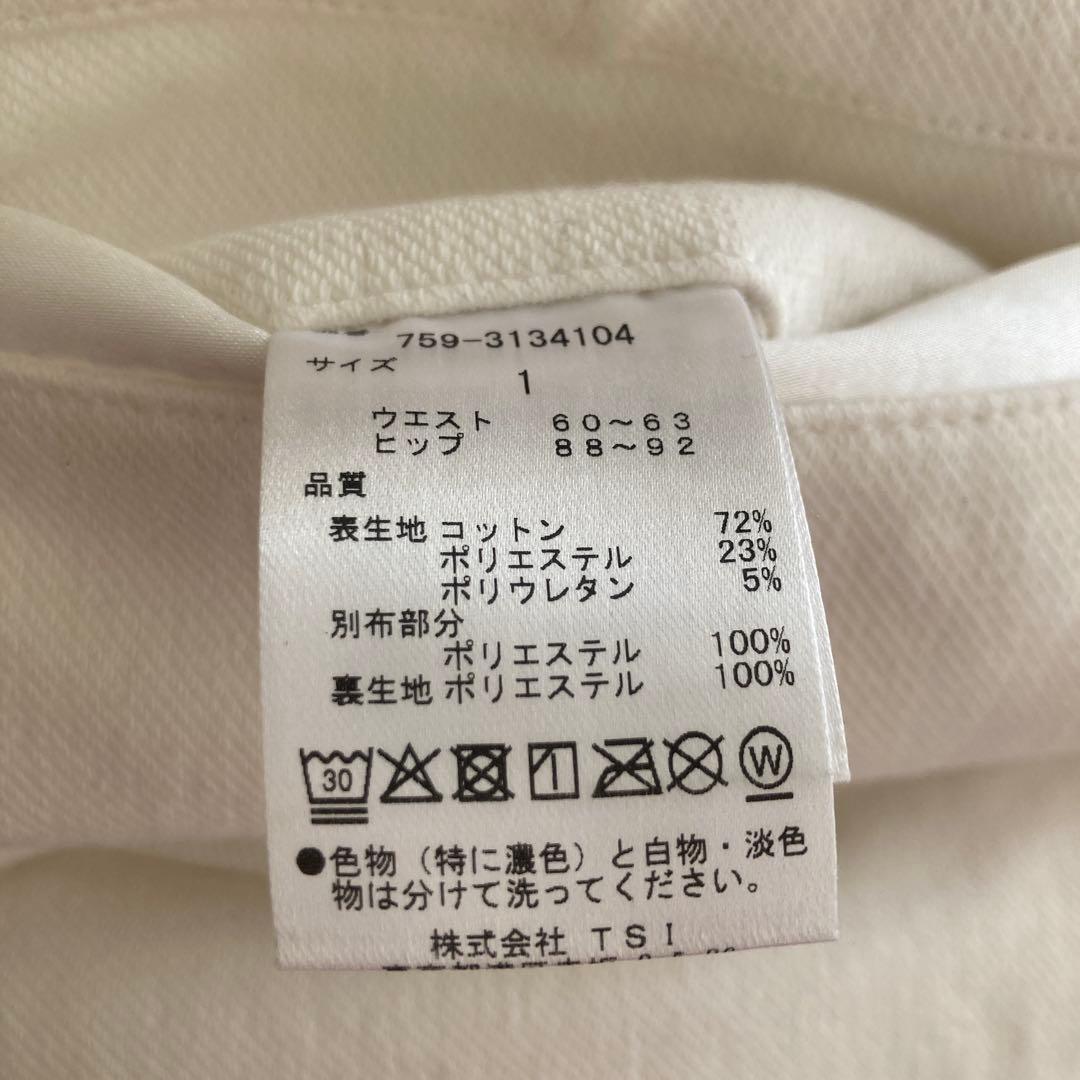 759-3134104
サイズ
1
ウエスト 60~63
ヒップ 88~92
品質
表生地 コットン 72%
ポリエステル 23%
ポリウレタン 5%
別布部分
ポリエステル 100%
裏生地 ポリエステル 100%
30 W
●色物（特に濃色）と白物・淡色
物は分けて洗ってください。
株式会社 TSI